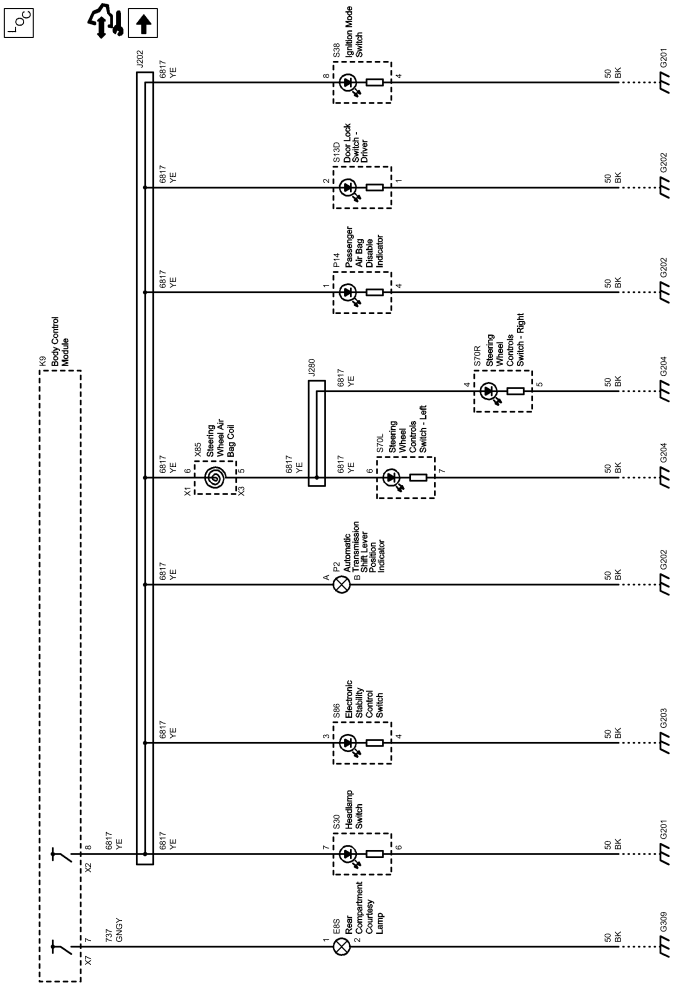 LOC
K9
Body Control
Module
X7
7
737
GNGY
X2
8
6817
YE
J202
1
E8S
Rear
Compartment
Courtesy
Lamp
2
50
BK
G309
6817
YE
7
S30
Headlamp
Switch
6
50
BK
G201
6817
YE
3
S86
Electronic
Stability
Control
Switch
4
50
BK
G203
6817
YE
A
P2
Automatic
Transmission
Shift Lever
Position
Indicator
B
50
BK
G202
6817
YE
X1
6
X85
Steering
Wheel Air
Bag Coil
X3
5
6817
YE
J280
6817
YE
6
S70L
Steering
Wheel
Controls
Switch - Left
7
50
BK
G204
6817
YE
4
S70R
Steering
Wheel
Controls
Switch - Right
5
50
BK
G204
6817
YE
1
P14
Passenger
Air Bag
Disable
Indicator
4
50
BK
G202
6817
YE
2
S13D
Door Lock
Switch -
Driver
1
50
BK
G202
6817
YE
8
S38
Ignition Mode
Switch
4
50
BK
G201